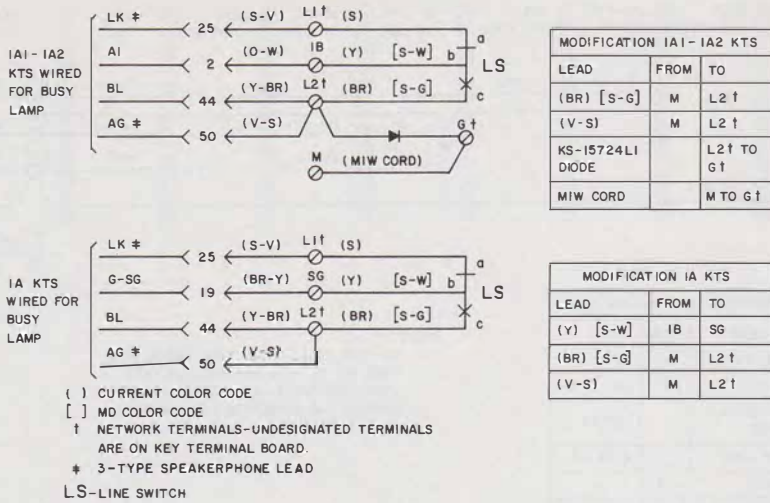 1A1-1A2
KTS WIRED
FOR BUSY
LAMP
LK ‡ 25 (S-V) L1† (S)
A1 2 (O-W) 1B (Y) [S-W] b a LS
BL 44 (Y-BR) L2† (BR) [S-G] c
AG ‡ 50 (V-S) G†
M (MIW CORD)
MODIFICATION 1A1-1A2 KTS
LEAD FROM TO
(BR) [S-G] M L2†
(V-S) M L2†
KS-15724L1 L2† TO
DIODE G†
MIW CORD M TO G†
1A KTS
WIRED FOR
BUSY
LAMP
LK ‡ 25 (S-V) L1† (S)
G-SG 19 (BR-Y) SG (Y) [S-W] b a LS
BL 44 (Y-BR) L2† (BR) [S-G] c
AG ‡ 50 (V-S)
MODIFICATION 1A KTS
LEAD FROM TO
(Y) [S-W] 1B SG
(BR) [S-G] M L2†
(V-S) M L2†
( ) CURRENT COLOR CODE
[ ] MD COLOR CODE
† NETWORK TERMINALS-UNDESIGNATED TERMINALS
ARE ON KEY TERMINAL BOARD.
‡ 3-TYPE SPEAKERPHONE LEAD
LS-LINE SWITCH